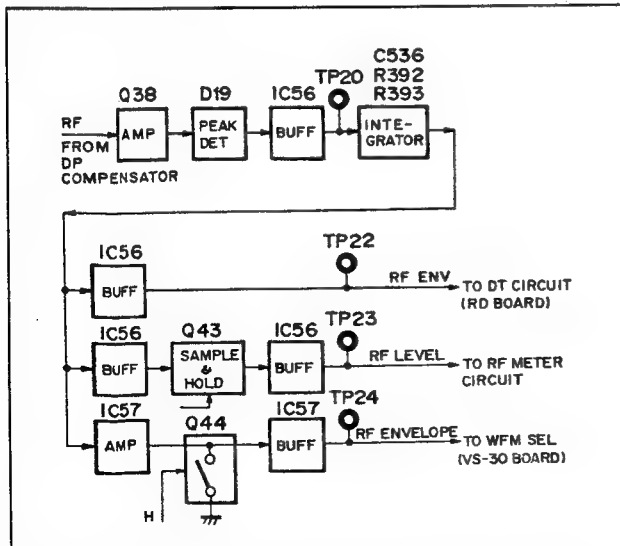 C536
R392
R393
TP20
Q38
D19
IC56
RF
FROM
DP
COMPENSATOR
AMP
PEAK
DET
BUFF
INTE-
GRATOR
IC56
BUFF
TP22
RF ENV
TO DT CIRCUIT
(RD BOARD)
IC56
BUFF
Q43
SAMPLE
&
HOLD
IC56
BUFF
TP23
RF LEVEL
TO RF METER
CIRCUIT
IC57
AMP
Q44
H
IC57
BUFF
TP24
RF ENVELOPE
TO WFM SEL
(VS-30 BOARD)